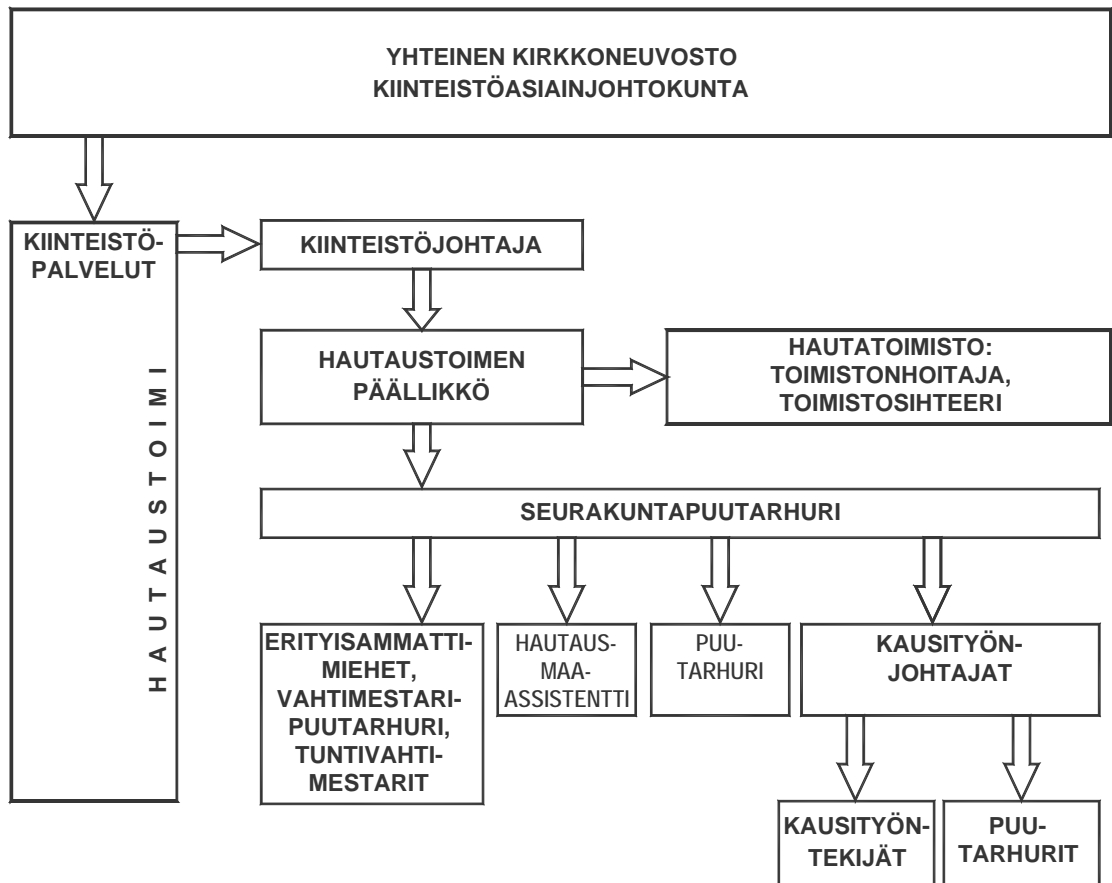 YHTEINEN KIRKKONEUVOSTO
KIINTEISTÖASIAINJOHTOKUNTA
KIINTEISTÖ-
PALVELUT
HAUTAUSTOIMI
KIINTEISTÖJOHTAJA
HAUTAUSTOIMEN
PÄÄLLIKKÖ
HAUTATOIMISTO:
TOIMISTONHOITAJA,
TOIMISTOSIHTEERI
SEURAKUNTAPUUTARHURI
ERITYISAMMATTI-
MIEHET,
VAHTIMESTARI-
PUUTARHURI,
TUNTIVAHTI-
MESTARIT
HAUTAUS-
MAA-
ASSISTENTTI
PUU-
TARHURI
KAUSITYÖN-
JOHTAJAT
KAUSITYÖN-
TEKIJÄT
PUU-
TARHURIT